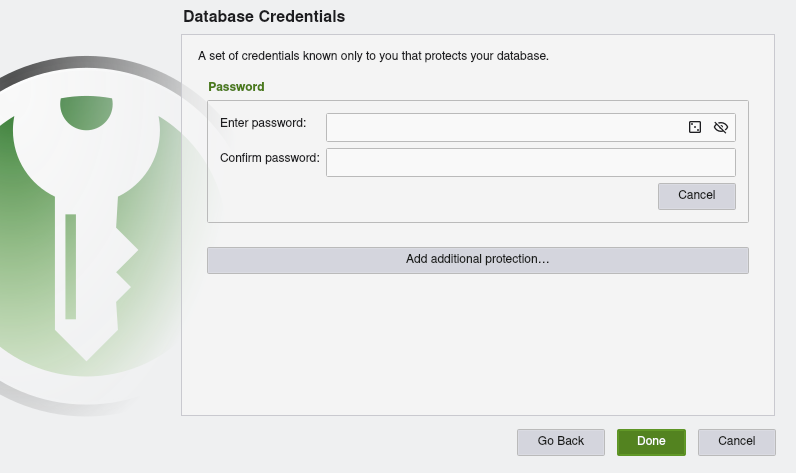 Database Credentials
A set of credentials known only to you that protects your database.
Password
Enter password:
Confirm password:
Cancel
Add additional protection...
Go Back Done Cancel